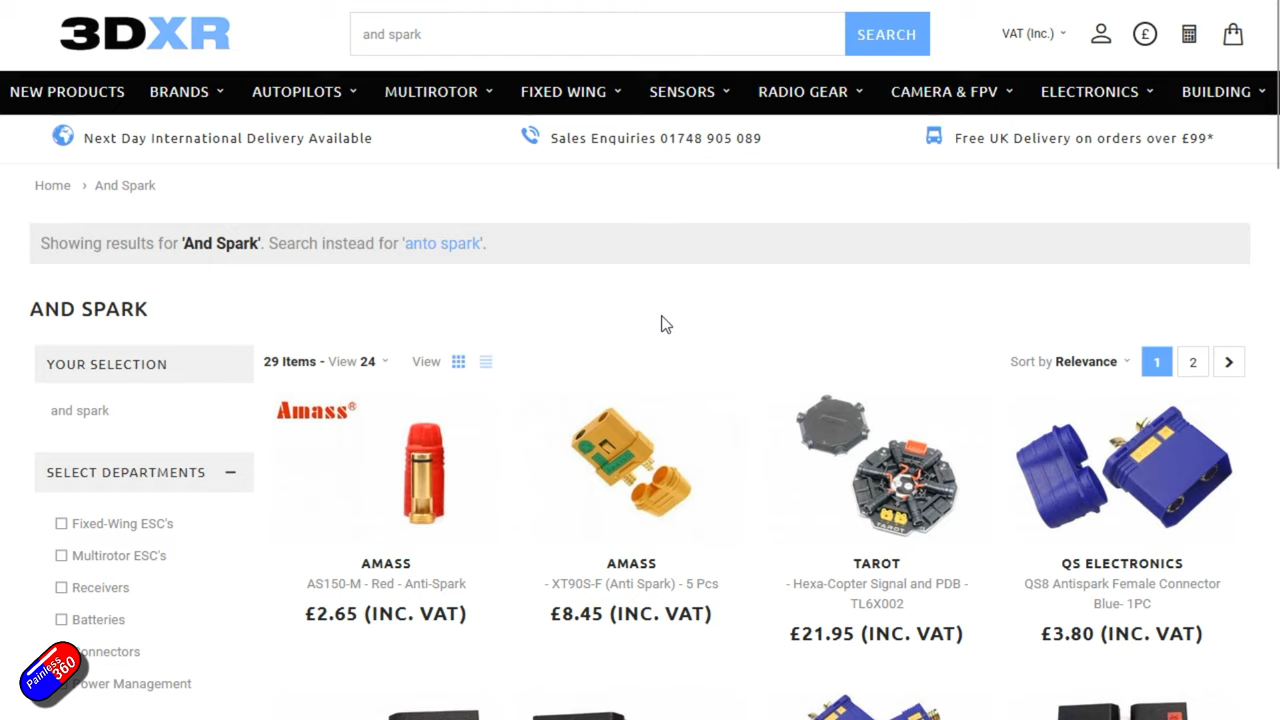 3DXR
and spark
SEARCH
VAT (Inc.)
£
NEW PRODUCTS BRANDS AUTOPILOTS MULTIROTOR FIXED WING SENSORS RADIO GEAR CAMERA & FPV ELECTRONICS BUILDING
Next Day International Delivery Available Sales Enquiries 01748 905 089 Free UK Delivery on orders over £99*
Home › And Spark
Showing results for 'And Spark'. Search instead for 'anto spark'.
AND SPARK
YOUR SELECTION
and spark
SELECT DEPARTMENTS
Fixed-Wing ESC's
Multirotor ESC's
Receivers
Batteries
onnectors
Power Management
29 Items - View 24 View
Sort by Relevance 1 2
Amass®
TAROT
AMASS
AS150-M - Red - Anti-Spark
£2.65 (INC. VAT)
AMASS
- XT90S-F (Anti Spark) - 5 Pcs
£8.45 (INC. VAT)
TAROT
- Hexa-Copter Signal and PDB -
TL6X002
£21.95 (INC. VAT)
QS ELECTRONICS
QS8 Antispark Female Connector
Blue- 1PC
£3.80 (INC. VAT)
Painless
360